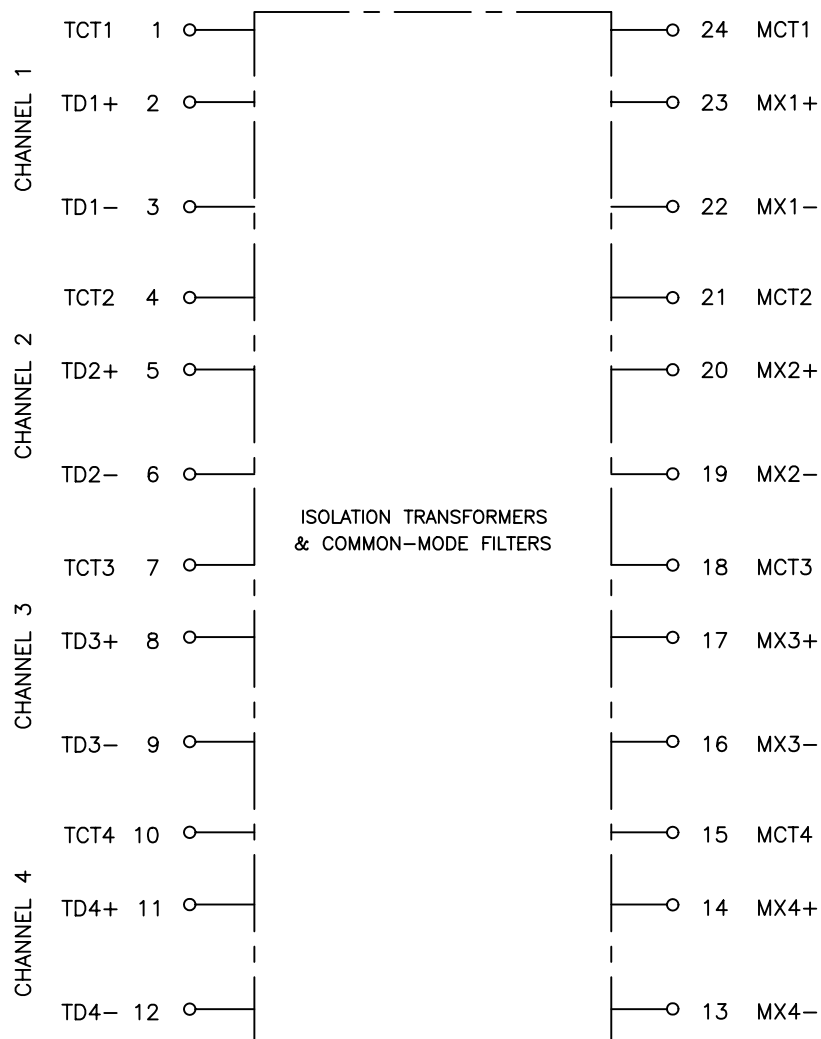 TCT1 1 24 MCT1
CHANNEL 1
TD1+ 2 23 MX1+
TD1- 3 22 MX1-
TCT2 4 21 MCT2
CHANNEL 2
TD2+ 5 20 MX2+
TD2- 6 19 MX2-
ISOLATION TRANSFORMERS
& COMMON-MODE FILTERS
TCT3 7 18 MCT3
CHANNEL 3
TD3+ 8 17 MX3+
TD3- 9 16 MX3-
TCT4 10 15 MCT4
CHANNEL 4
TD4+ 11 14 MX4+
TD4- 12 13 MX4-